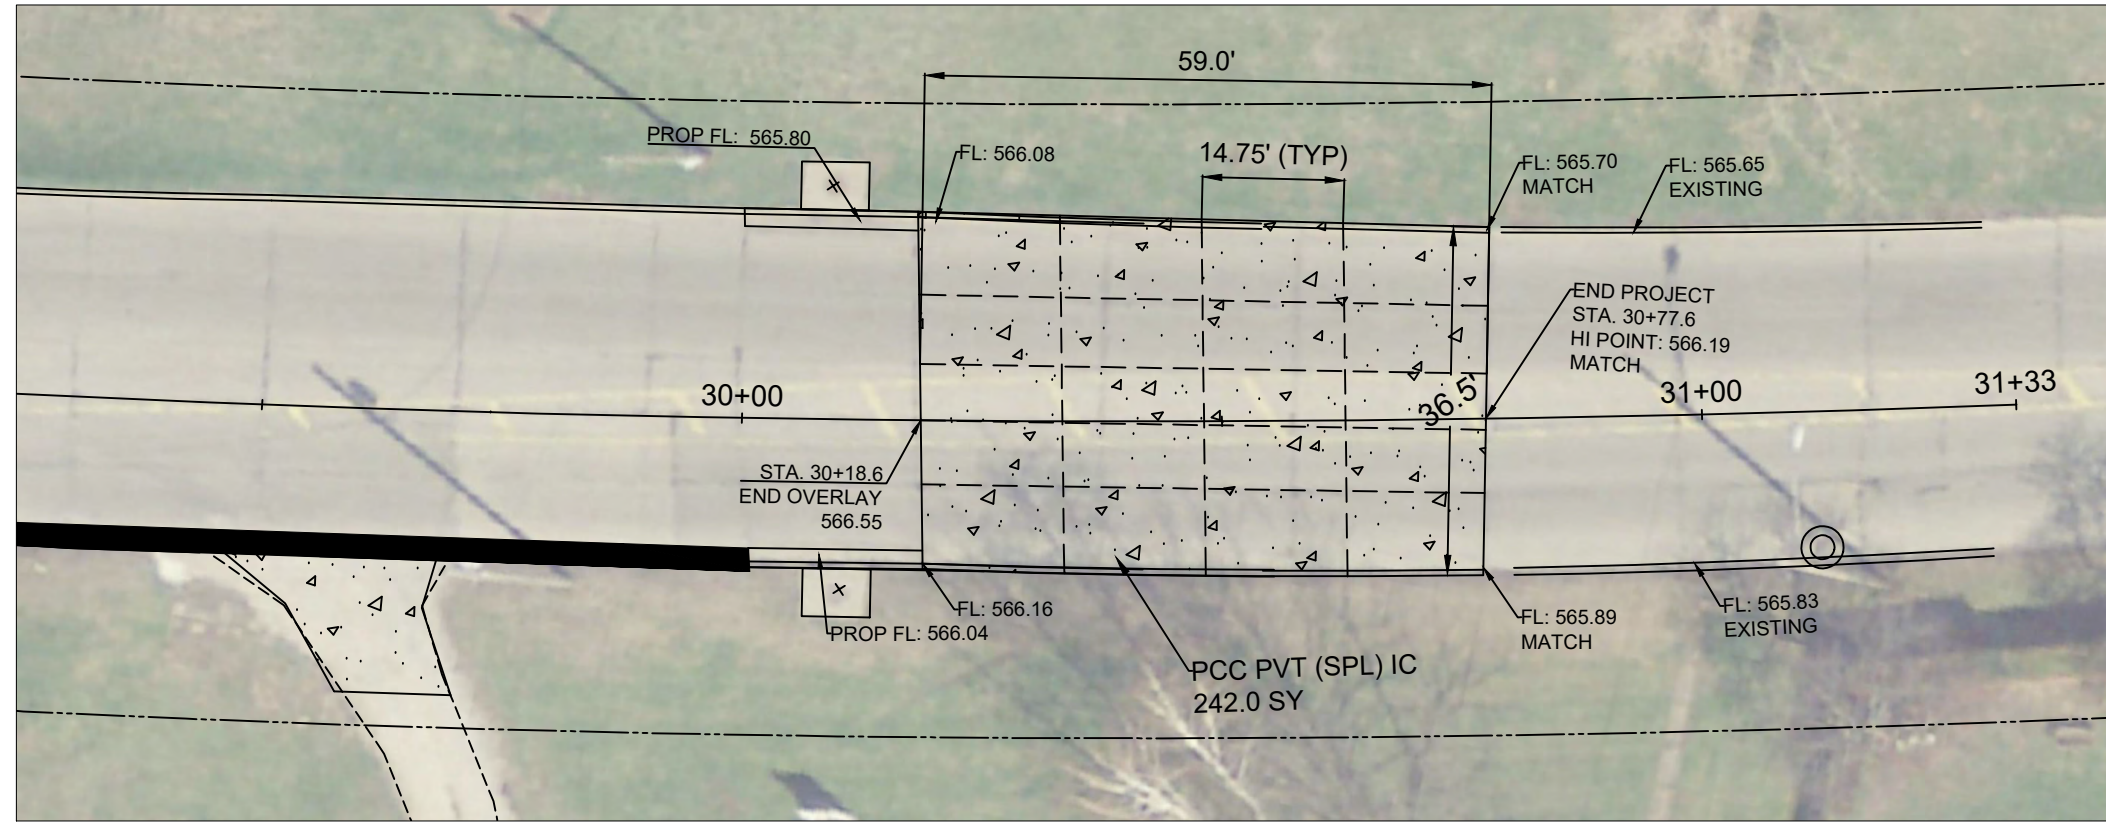 59.0'
PROP FL: 565.80
FL: 566.08
14.75' (TYP)
FL: 565.70
MATCH
FL: 565.65
EXISTING
END PROJECT
STA. 30+77.6
HI POINT: 566.19
MATCH
30+00
36.5'
31+00
31+33
STA. 30+18.6
END OVERLAY
566.55
FL: 566.16
PROP FL: 566.04
FL: 565.89
MATCH
FL: 565.83
EXISTING
PCC PVT (SPL) IC
242.0 SY